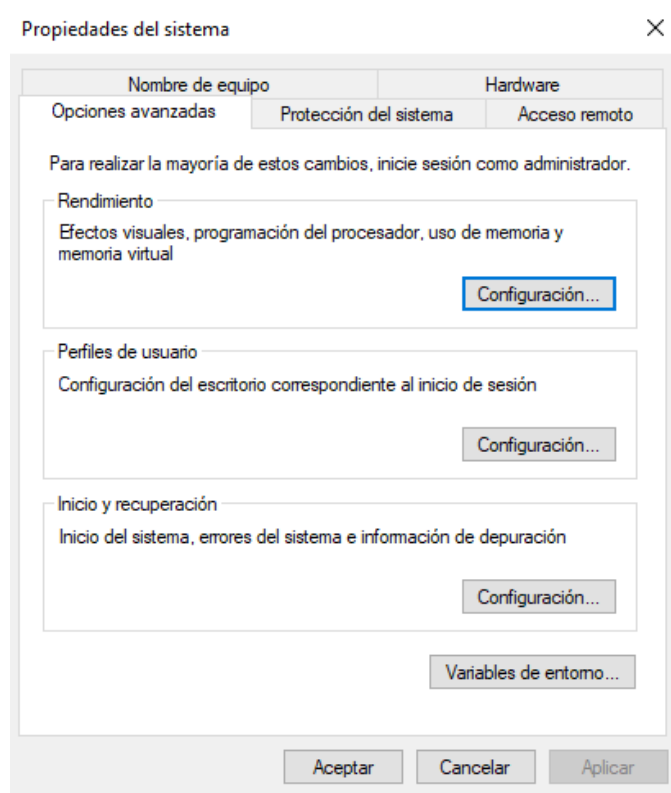 Propiedades del sistema
Nombre de equipo
Hardware
Opciones avanzadas
Protección del sistema
Acceso remoto
Para realizar la mayoría de estos cambios, inicie sesión como administrador.
Rendimiento
Efectos visuales, programación del procesador, uso de memoria y
memoria virtual
Configuración...
Perfiles de usuario
Configuración del escritorio correspondiente al inicio de sesión
Configuración...
Inicio y recuperación
Inicio del sistema, errores del sistema e información de depuración
Configuración...
Variables de entorno...
Aceptar
Cancelar
Aplicar